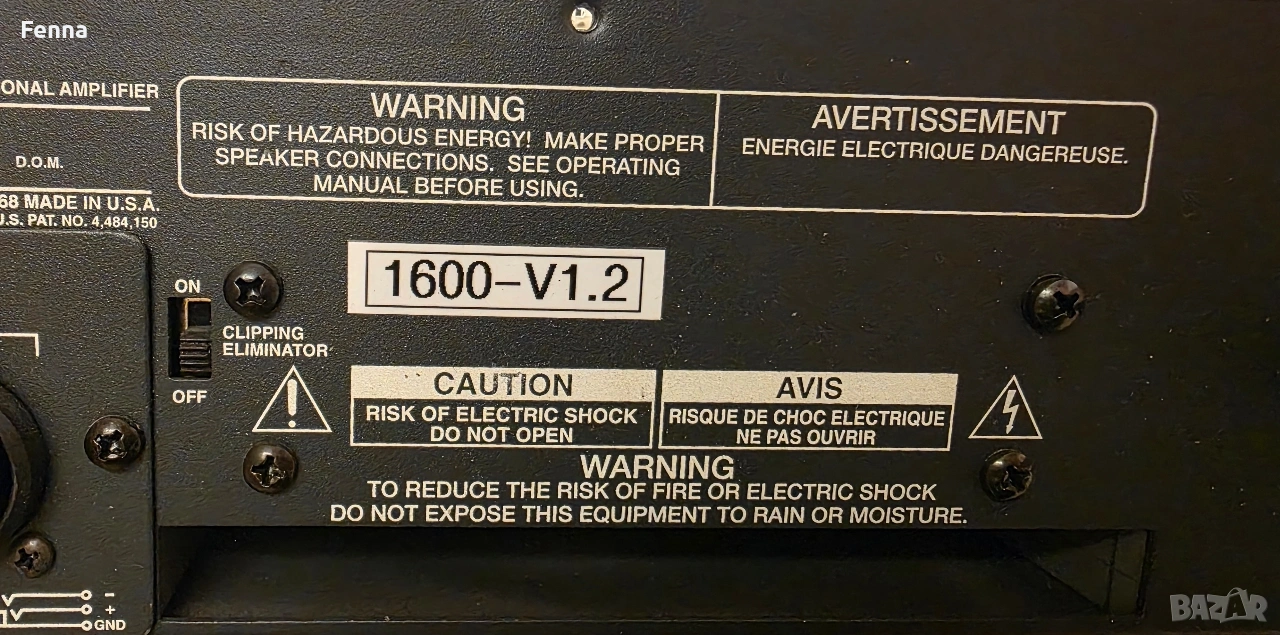 Fenna
ONAL AMPLIFIER
D.O.M.
68 MADE IN U.S.A.
U.S. PAT. NO. 4,484,150
WARNING
RISK OF HAZARDOUS ENERGY! MAKE PROPER
SPEAKER CONNECTIONS. SEE OPERATING
MANUAL BEFORE USING.
AVERTISSEMENT
ENERGIE ELECTRIQUE DANGEREUSE.
1600-V1.2
ON
CLIPPING
ELIMINATOR
OFF
CAUTION
RISK OF ELECTRIC SHOCK
DO NOT OPEN
AVIS
RISQUE DE CHOC ELECTRIQUE
NE PAS OUVRIR
WARNING
TO REDUCE THE RISK OF FIRE OR ELECTRIC SHOCK
DO NOT EXPOSE THIS EQUIPMENT TO RAIN OR MOISTURE.
-
+
GND
BAZAR